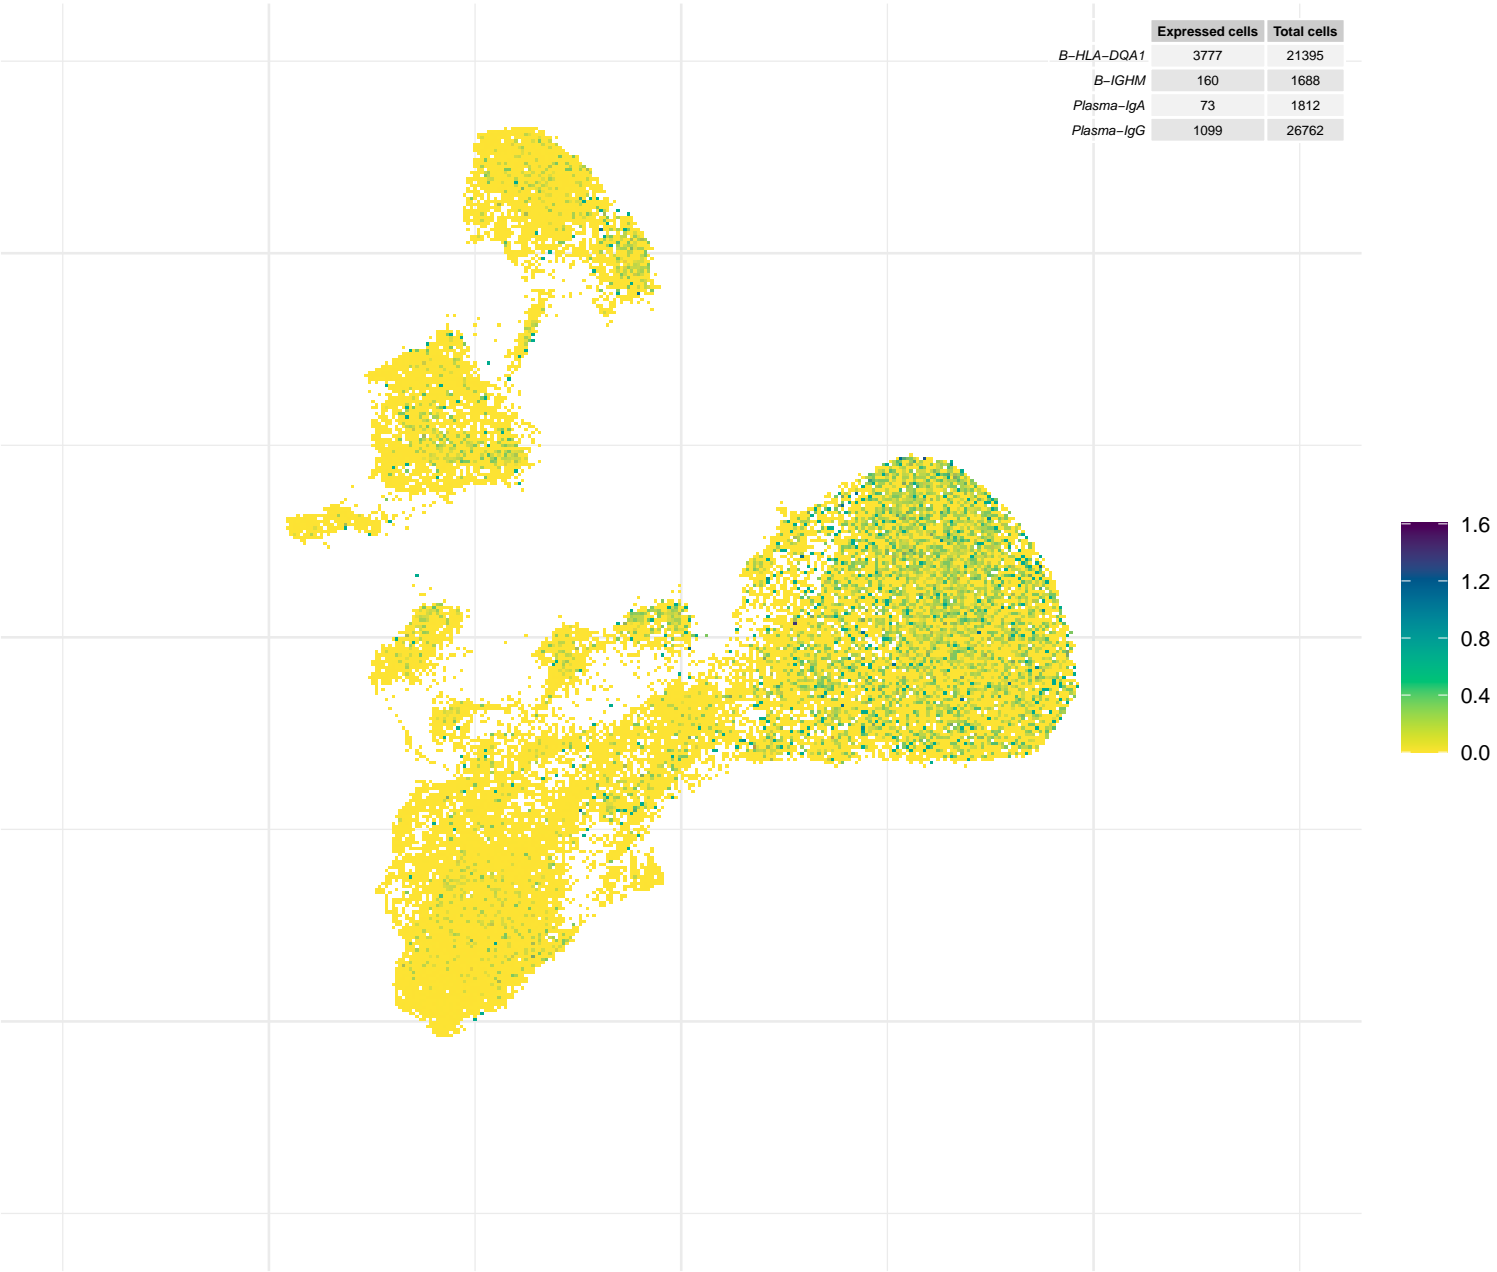 Expressed cells Total cells
B−HLA−DQA1 3777 21395
B−IGHM 160 1688
Plasma−IgA 73 1812
Plasma−IgG 1099 26762
1.6
1.2
0.8
0.4
0.0